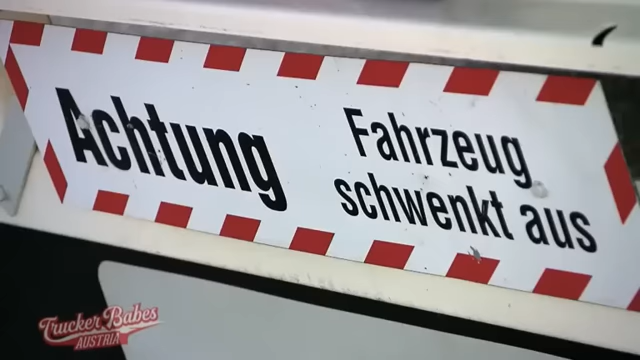 Achtung
Fahrzeug
schwenkt aus
Trucker Babes
AUSTRIA